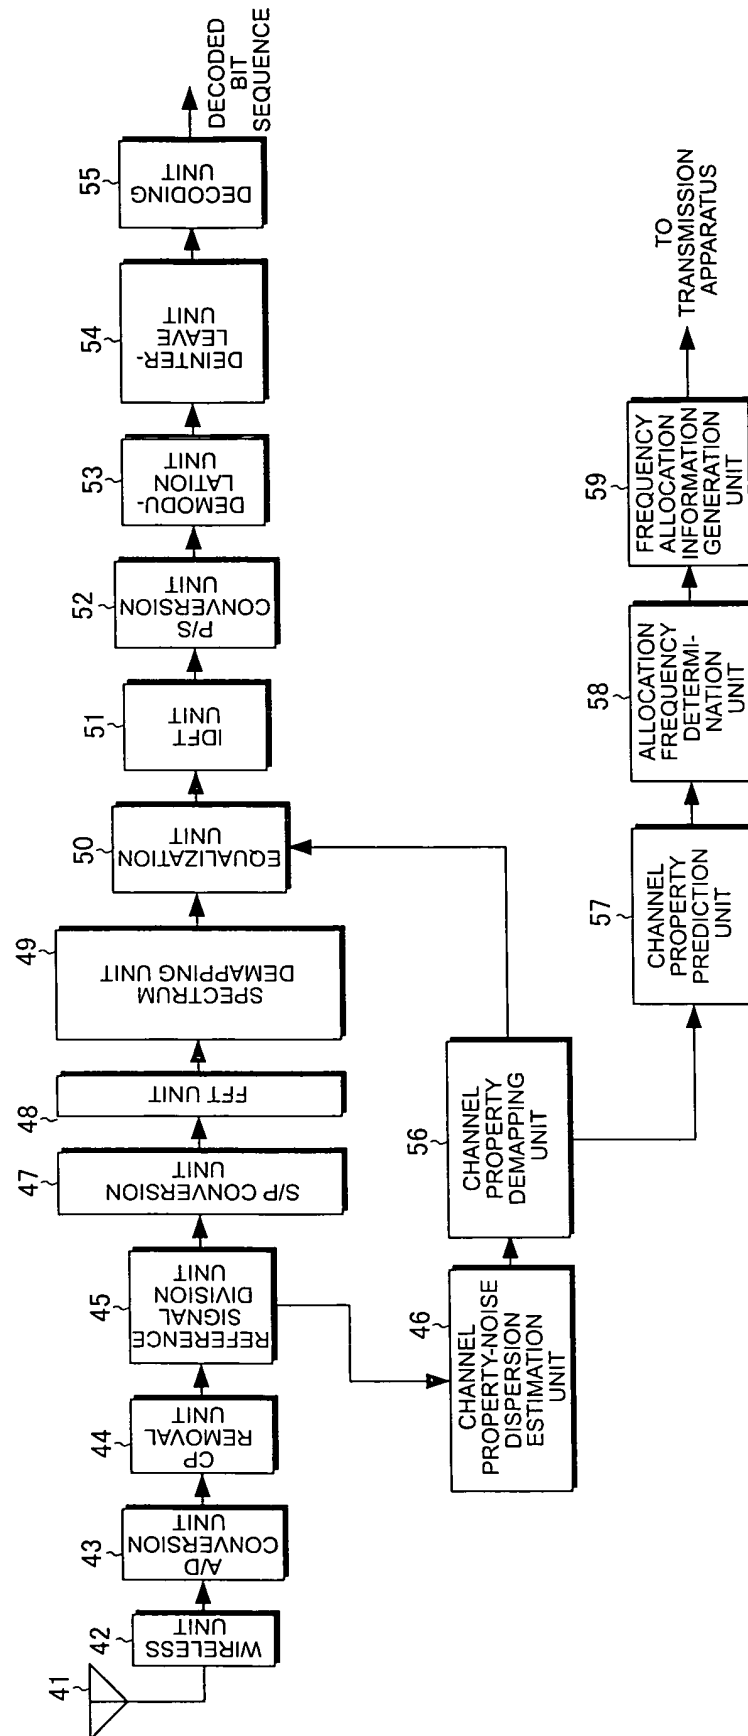 41
42
WIRELESS
UNIT
43
A/D
CONVERSION
UNIT
44
CP
REMOVAL
UNIT
45
REFERENCE
SIGNAL
DIVISION
UNIT
47
S/P CONVERSION
UNIT
48
FFT UNIT
49
SPECTRUM
DEMAPPING UNIT
50
EQUALIZATION
UNIT
51
IDFT
UNIT
52
P/S
CONVERSION
UNIT
53
DEMODU-
LATION
UNIT
54
DEINTER-
LEAVE
UNIT
55
DECODING
UNIT
DECODED
BIT
SEQUENCE
46
CHANNEL
PROPERTY-NOISE
DISPERSION
ESTIMATION
UNIT
56
CHANNEL
PROPERTY
DEMAPPING
UNIT
57
CHANNEL
PROPERTY
PREDICTION
UNIT
58
ALLOCATION
FREQUENCY
DETERMI-
NATION
UNIT
59
FREQUENCY
ALLOCATION
INFORMATION
GENERATION
UNIT
TO
TRANSMISSION
APPARATUS